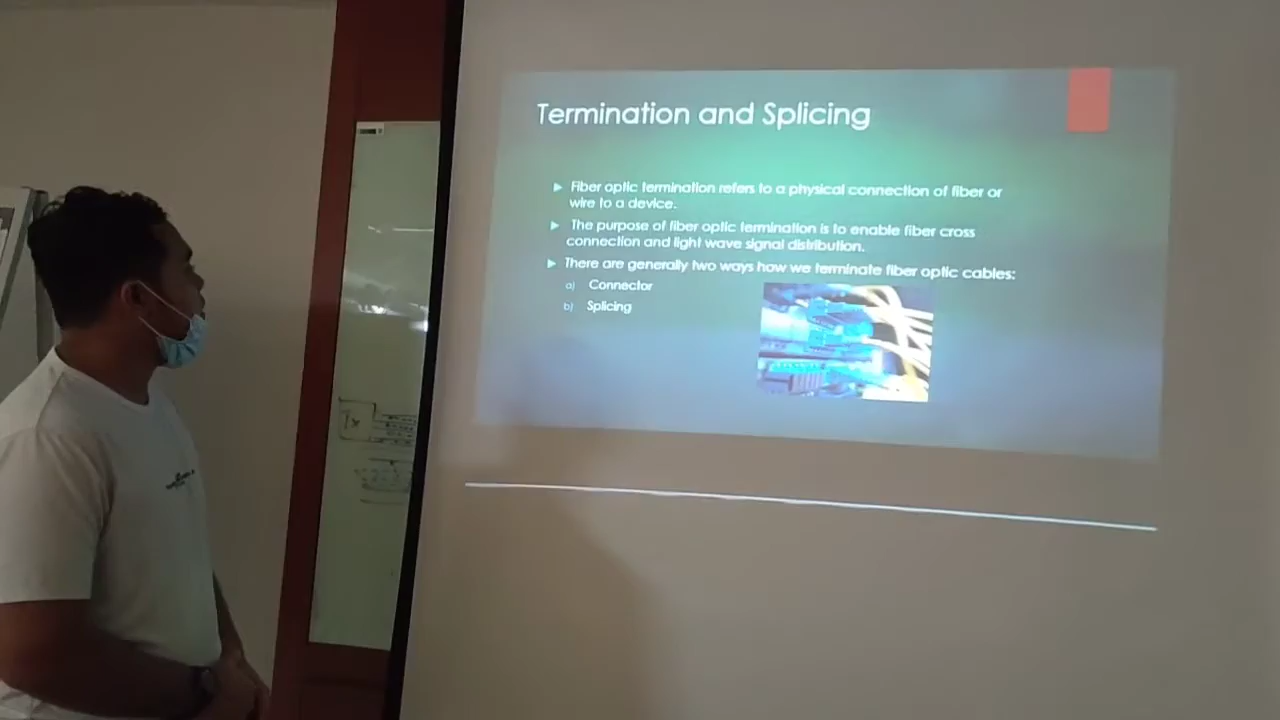 Termination and Splicing
Fiber optic termination refers to a physical connection of fiber or
wire to a device.
The purpose of fiber optic termination is to enable fiber cross
connection and light wave signal distribution.
There are generally two ways how we terminate fiber optic cables:
a) Connector
b) Splicing
Tx